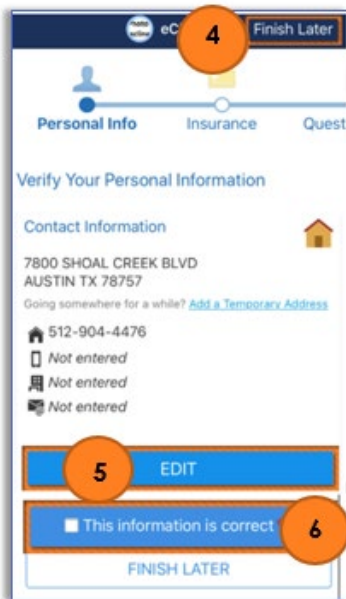 eC
4
Finish Later
Personal Info
Insurance
Quest
Verify Your Personal Information
Contact Information
7800 SHOAL CREEK BLVD
AUSTIN TX 78757
Going somewhere for a while? Add a Temporary Address
512-904-4476
Not entered
Not entered
Not entered
5
EDIT
This information is correct
6
FINISH LATER